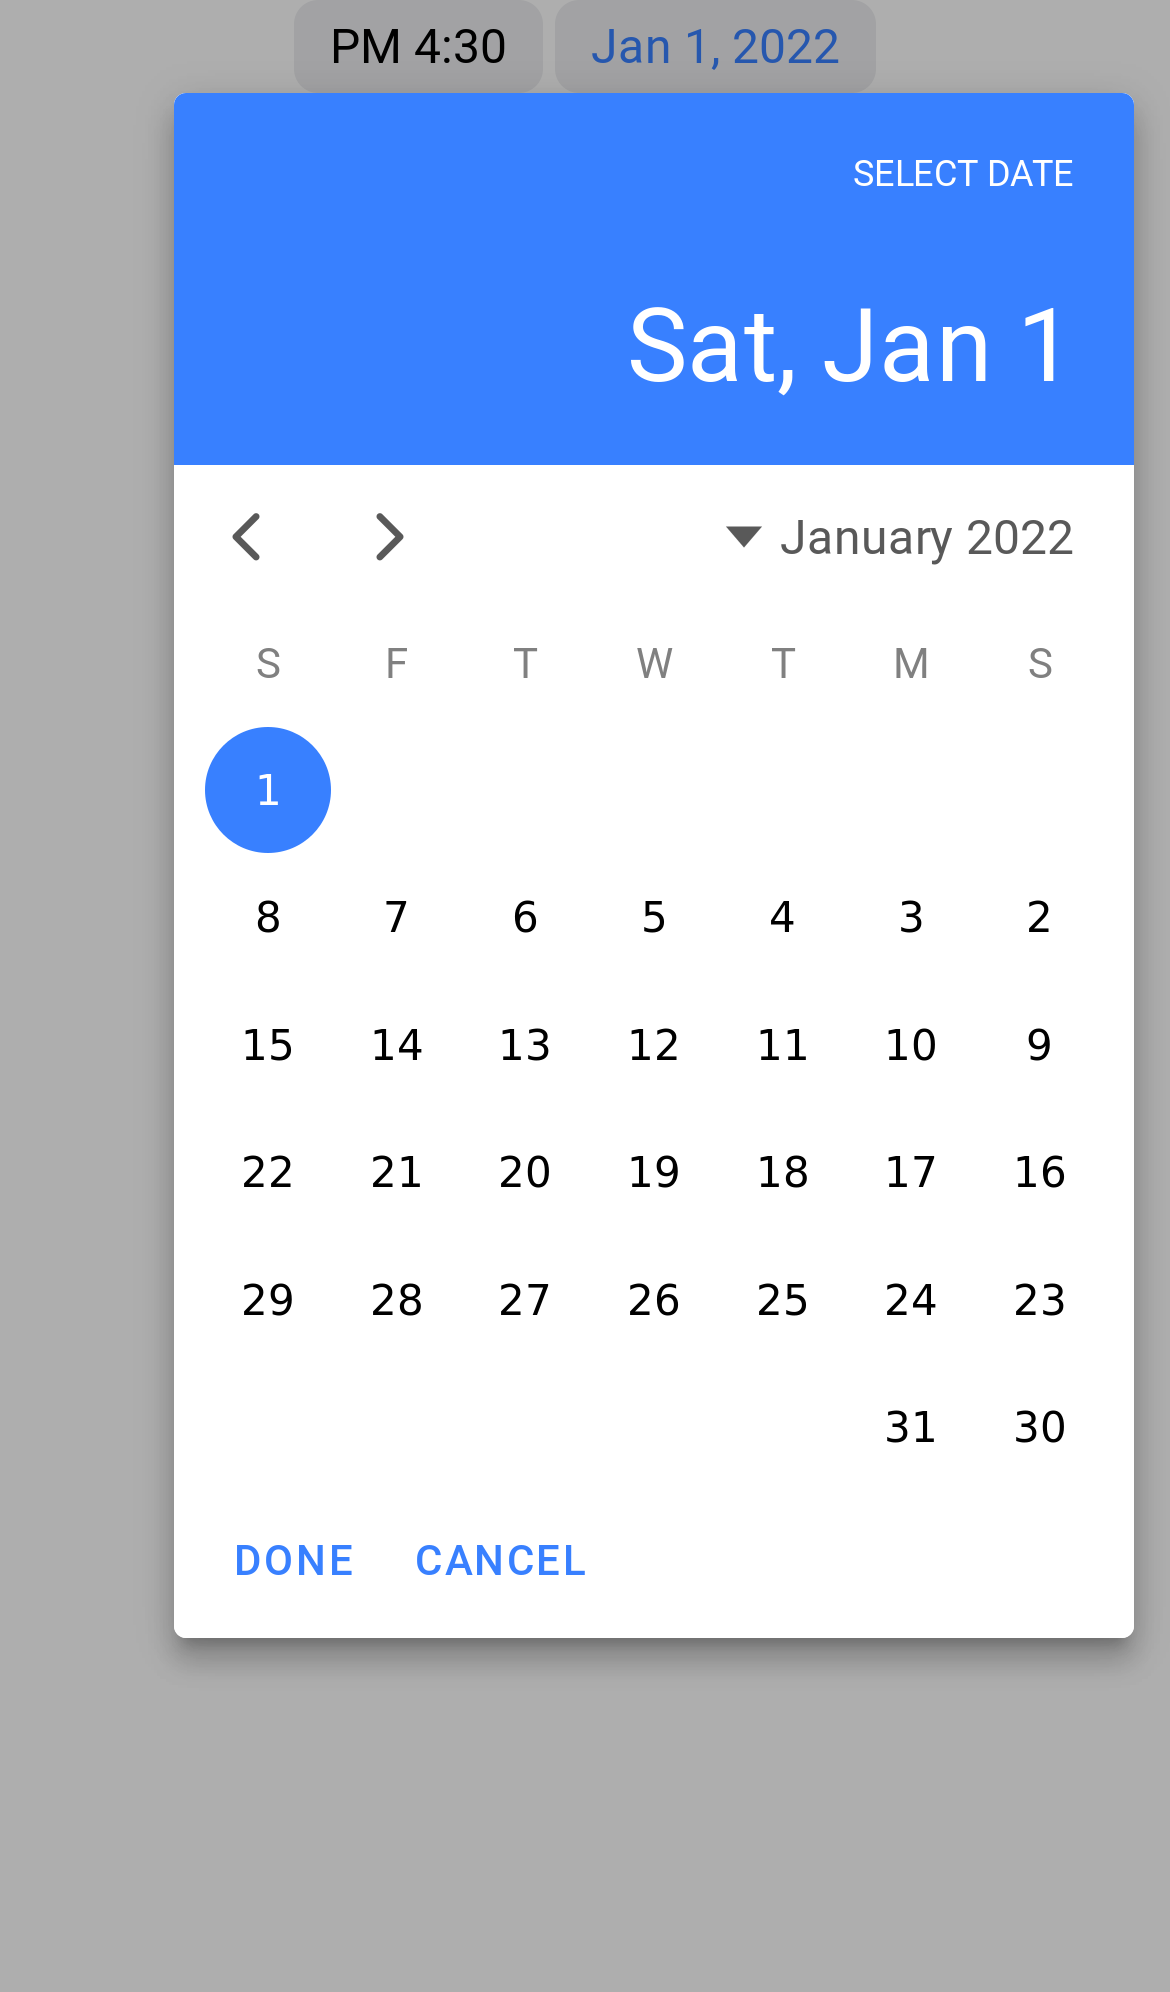 PM 4:30 Jan 1, 2022
SELECT DATE
Sat, Jan 1
January 2022
S F T W T M S
1
8 7 6 5 4 3 2
15 14 13 12 11 10 9
22 21 20 19 18 17 16
29 28 27 26 25 24 23
31 30
DONE CANCEL